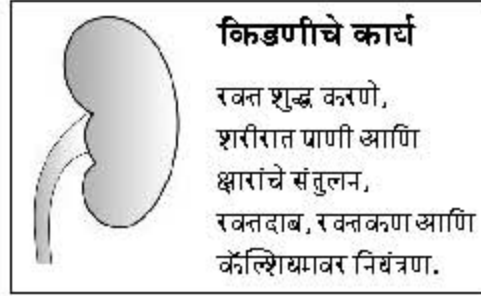 किडणीचे कार्य
रक्त शुद्ध करणे,
शरीरात पाणी आणि
क्षारांचे संतुलन,
रक्तदाब, रक्तकण आणि
कॅल्शियमवर नियंत्रण.